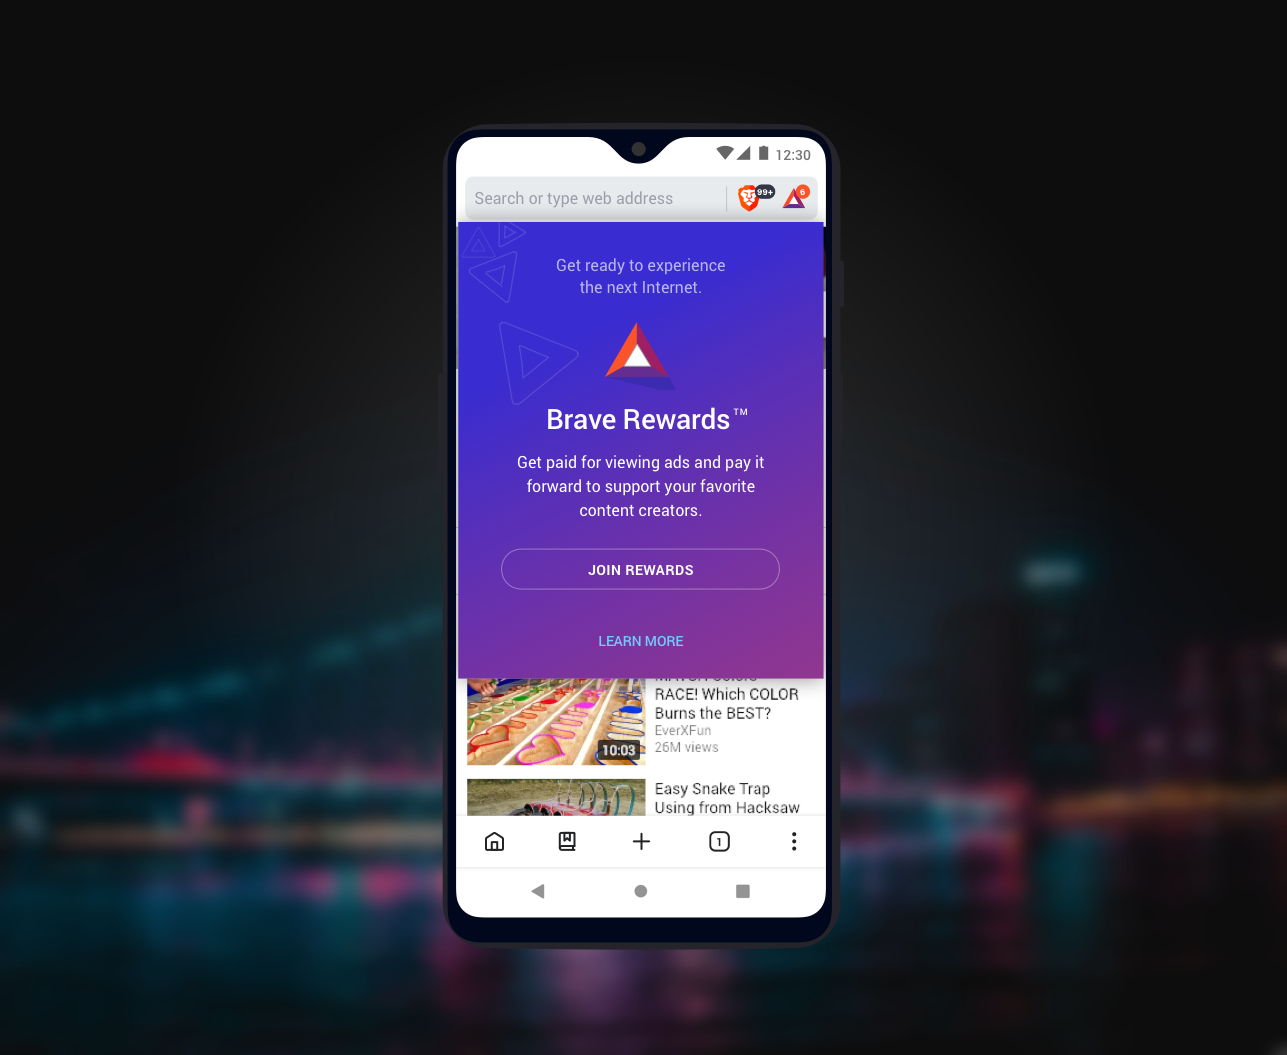 12:30
Search or type web address
99+
6
Get ready to experience
the next Internet.
Brave Rewards™
Get paid for viewing ads and pay it
forward to support your favorite
content creators.
JOIN REWARDS
LEARN MORE
RACE! Which COLOR
Burns the BEST?
EverXFun
26M views
10:03
Easy Snake Trap
Using from Hacksaw
1